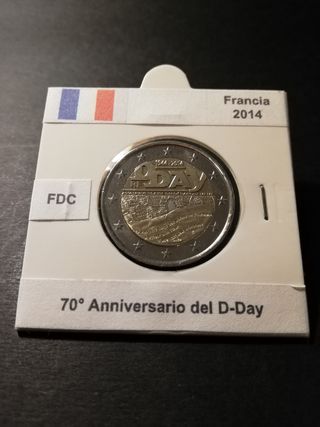 Francia
2014
FDC
D-DAY
70° Anniversario del D-Day